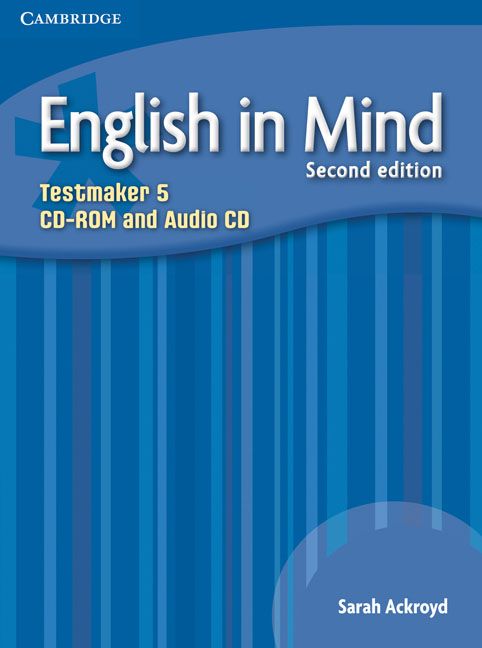 CAMBRIDGE
English in Mind
Second edition
Testmaker 5
CD-ROM and Audio CD
Sarah Ackroyd